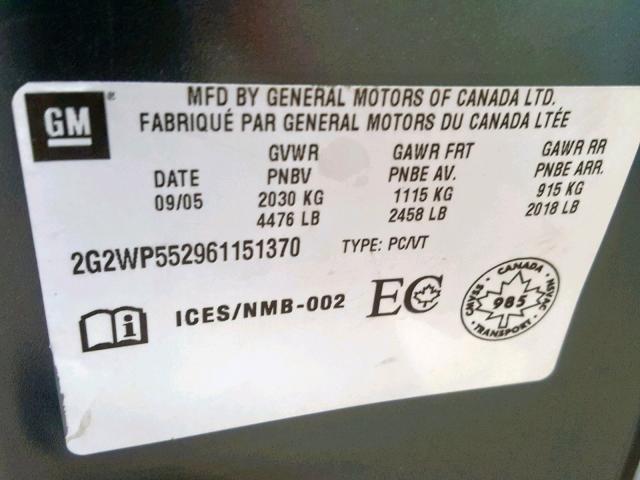 GM
MFD BY GENERAL MOTORS OF CANADA LTD.
FABRIQUÉ PAR GENERAL MOTORS DU CANADA LTÉE
GVWR GAWR FRT GAWR RR
DATE PNBV PNBE AV. PNBE ARR.
09/05 2030 KG 1115 KG 915 KG
4476 LB 2458 LB 2018 LB
2G2WP552961151370 TYPE: PC/VT
ICES/NMB-002 EC
CANADA
985
TRANSPORT